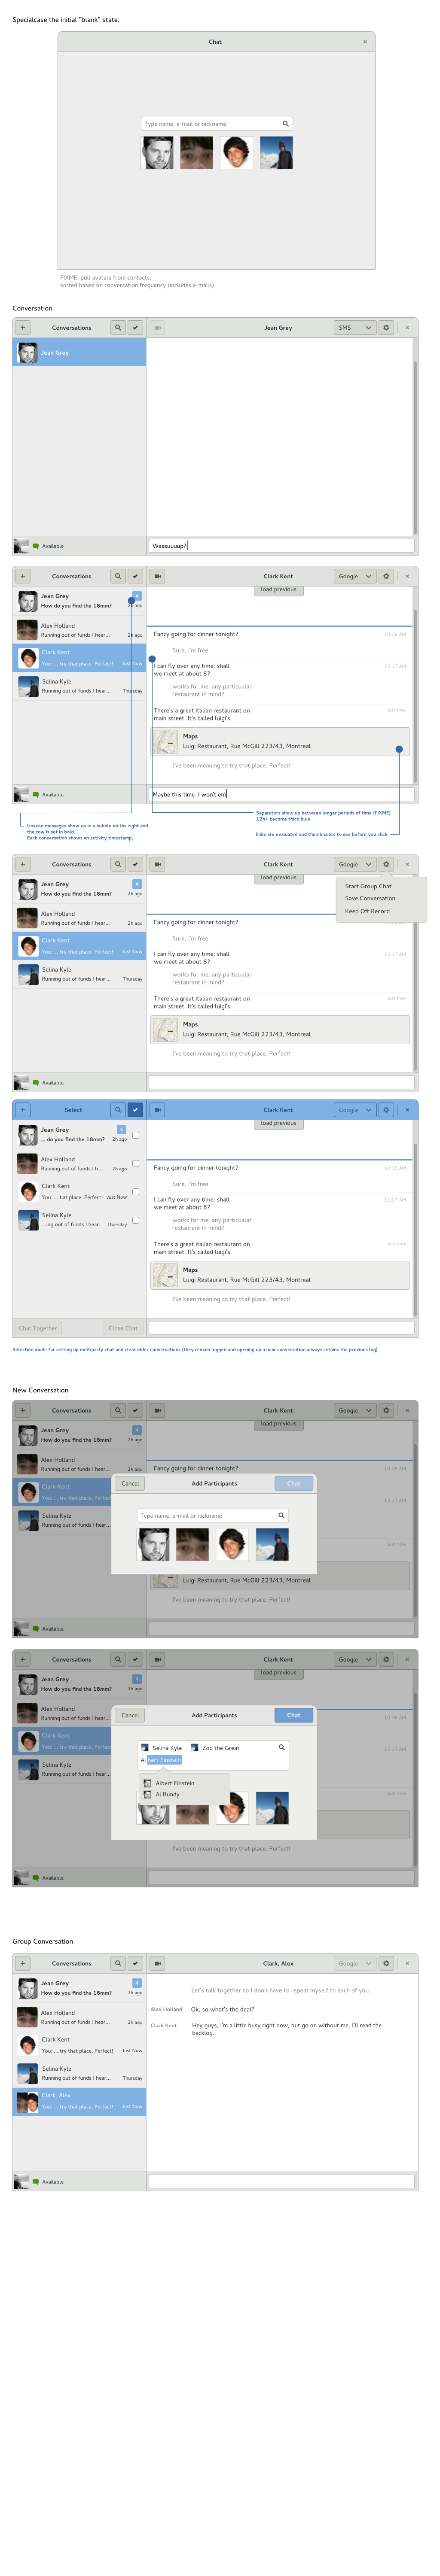 Specialcase the initial "blank" state:
Chat
Type name, e-mail or nickname
FIXME: pull avatars from contacts.
sorted based on conversation frequency (includes e-mails)
Conversation
Conversations
Jean Grey
SMS
Jean Grey
Available
Wassuuuup?
Conversations
Clark Kent
Google
Jean Grey
4
How do you find the 18mm?
2h ago
Alex Holland
Running out of funds I hear...
2h ago
Clark Kent
You: ... try that place. Perfect!
Just Now
Selina Kyle
Running out of funds I hear...
Thursday
load previous
Fancy going for dinner tonight?
10:06 AM
Sure, I'm free
I can fly over any time; shall
we meet at about 8?
12:17 AM
works for me. any particualar
restaurant in mind?
There's a great italian restaurant on
main street. It's called luigi's
Just now
Maps
Luigi Restaurant, Rue McGill 223/43, Montreal
I've been meaning to try that place. Perfect!
Available
Maybe this time I won't em
Unseen messages show up in a bubble on the right and
the row is set in bold.
Each conversation shows an activity timestamp.
Separators show up between longer periods of time (FIXME)
12h+ become thick blue
links are evaluated and thumbnailed to see before you click
Conversations
Clark Kent
Google
Jean Grey
4
How do you find the 18mm?
2h ago
Alex Holland
Running out of funds I hear...
2h ago
Clark Kent
You: ... try that place. Perfect!
Just Now
Selina Kyle
Running out of funds I hear...
Thursday
load previous
Start Group Chat
Save Conversation
Keep Off Record
Fancy going for dinner tonight?
Sure, I'm free
I can fly over any time; shall
we meet at about 8?
12:17 AM
works for me. any particualar
restaurant in mind?
There's a great italian restaurant on
main street. It's called luigi's
Just now
Maps
Luigi Restaurant, Rue McGill 223/43, Montreal
I've been meaning to try that place. Perfect!
Available
Select
Clark Kent
Google
Jean Grey
4
... do you find the 18mm?
2h ago
Alex Holland
Running out of funds I h...
2h ago
Clark Kent
You: ... hat place. Perfect!
Just Now
Selina Kyle
...ing out of funds I hear.
Thursday
load previous
Fancy going for dinner tonight?
10:06 AM
Sure, I'm free
I can fly over any time; shall
we meet at about 8?
12:17 AM
works for me. any particualar
restaurant in mind?
There's a great italian restaurant on
main street. It's called luigi's
Just now
Maps
Luigi Restaurant, Rue McGill 223/43, Montreal
I've been meaning to try that place. Perfect!
Chat Together
Close Chat
Selection mode for setting up multiparty chat and clear older conversations (they remain logged and opening up a new conversation always retains the previous log)
New Conversation
Conversations
Clark Kent
Google
Jean Grey
4
How do you find the 18mm?
2h ago
Alex Holland
Running out of funds I hear...
2h ago
Clark Kent
You: ... try that place. Perfect
Selina Kyle
Running out of funds I hear...
load previous
Fancy going for dinner tonight?
10:06 AM
12:17 AM
Just now
Cancel
Add Participants
Chat
Type name, e-mail or nickname
Luigi Restaurant, Rue McGill 223/43, Montreal
I've been meaning to try that place. Perfect!
Available
Conversations
Clark Kent
Google
Jean Grey
4
How do you find the 18mm?
2h ago
Alex Holland
Running out of funds I hear...
Clark Kent
You: ... try that place. Perfect
Selina Kyle
Running out of funds I hear...
load previous
10:06 AM
12:17 AM
Just now
Cancel
Add Participants
Chat
Selina Kyle
Zod the Great
Albert Einstein
Albert Einstein
Al Bundy
I've been meaning to try that place. Perfect!
Available
Group Conversation
Conversations
Clark, Alex
Google
Jean Grey
4
How do you find the 18mm?
2h ago
Alex Holland
Running out of funds I hear...
2h ago
Clark Kent
You: ... try that place. Perfect!
Just Now
Selina Kyle
Running out of funds I hear...
Thursday
Clark, Alex
You: ... try that place. Perfect!
Just Now
Let's talk together so I don't have to repeat myself to each of you.
Alex Holland
Ok, so what's the deal?
Clark Kent
Hey guys, I'm a little busy right now, but go on without me, I'll read the
backlog.
Available